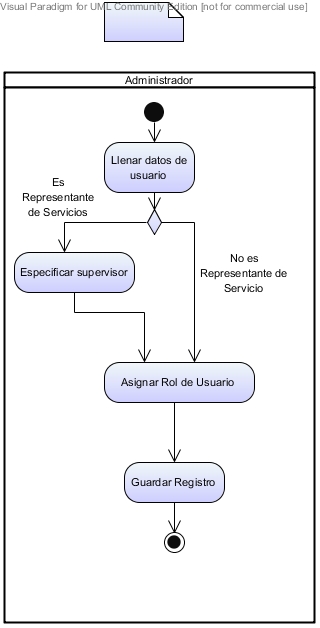 Visual Paradigm for UML Community Edition [not for commercial use]
Administrador
Llenar datos de
usuario
Es
Representante
de Servicios
No es
Representante de
Servicio
Especificar supervisor
Asignar Rol de Usuario
Guardar Registro